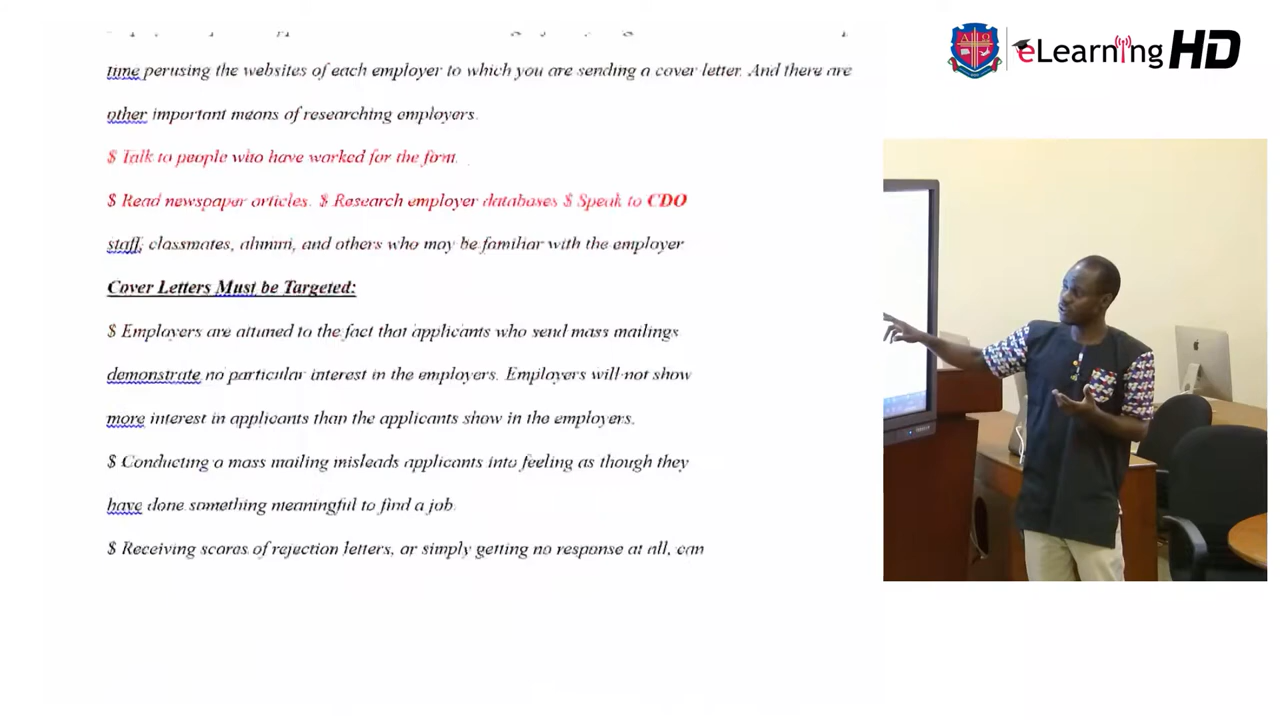 eLearning HD
time perusing the websites of each employer to which you are sending a cover letter. And there are
other important means of researching employers.
$ Talk to people who have worked for the firm.
$ Read newspaper articles. $ Research employer databases $ Speak to CDO
staff, classmates, alumni, and others who may be familiar with the employer
Cover Letters Must be Targeted:
$ Employers are attuned to the fact that applicants who send mass mailings
demonstrate no particular interest in the employers. Employers will not show
more interest in applicants than the applicants show in the employers.
$ Conducting a mass mailing misleads applicants into feeling as though they
have done something meaningful to find a job.
$ Receiving scores of rejection letters, or simply getting no response at all, can